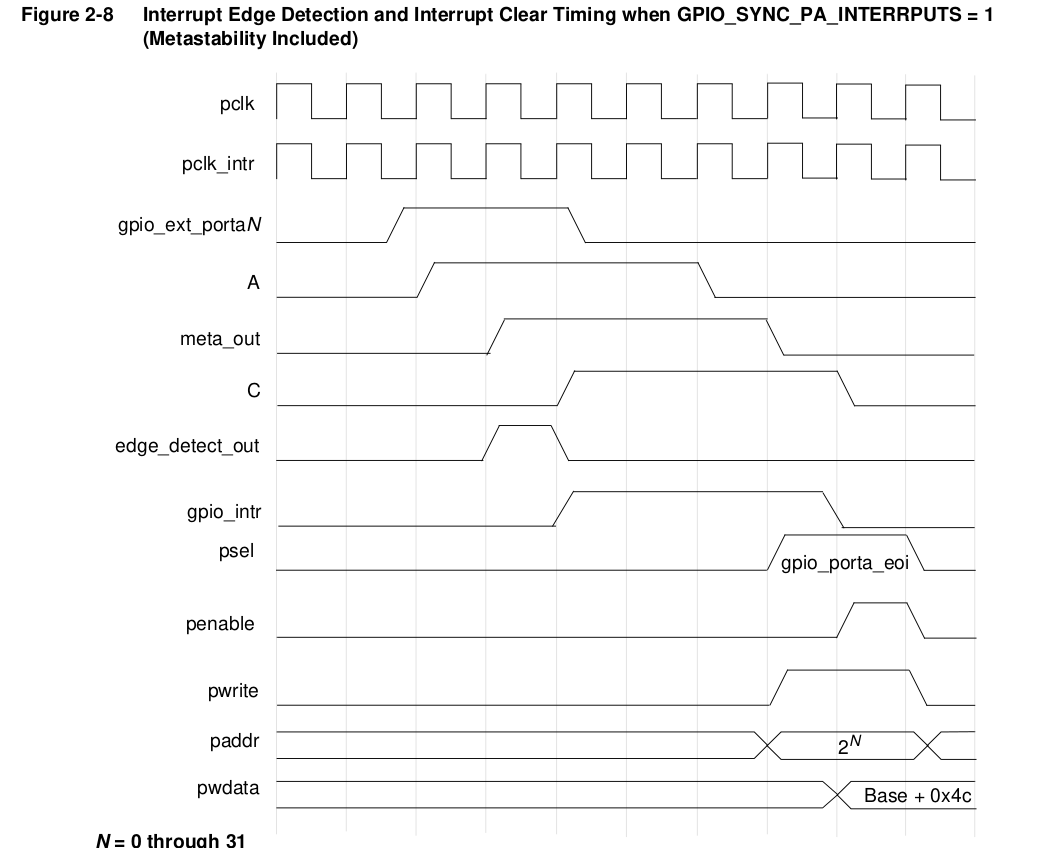 Figure 2-8 Interrupt Edge Detection and Interrupt Clear Timing when GPIO_SYNC_PA_INTERRPUTS = 1
(Metastability Included)
pclk
pclk_intr
gpio_ext_portaN
A
meta_out
C
edge_detect_out
gpio_intr
psel
gpio_porta_eoi
penable
pwrite
paddr
2^N
pwdata
Base + 0x4c
N = 0 through 31